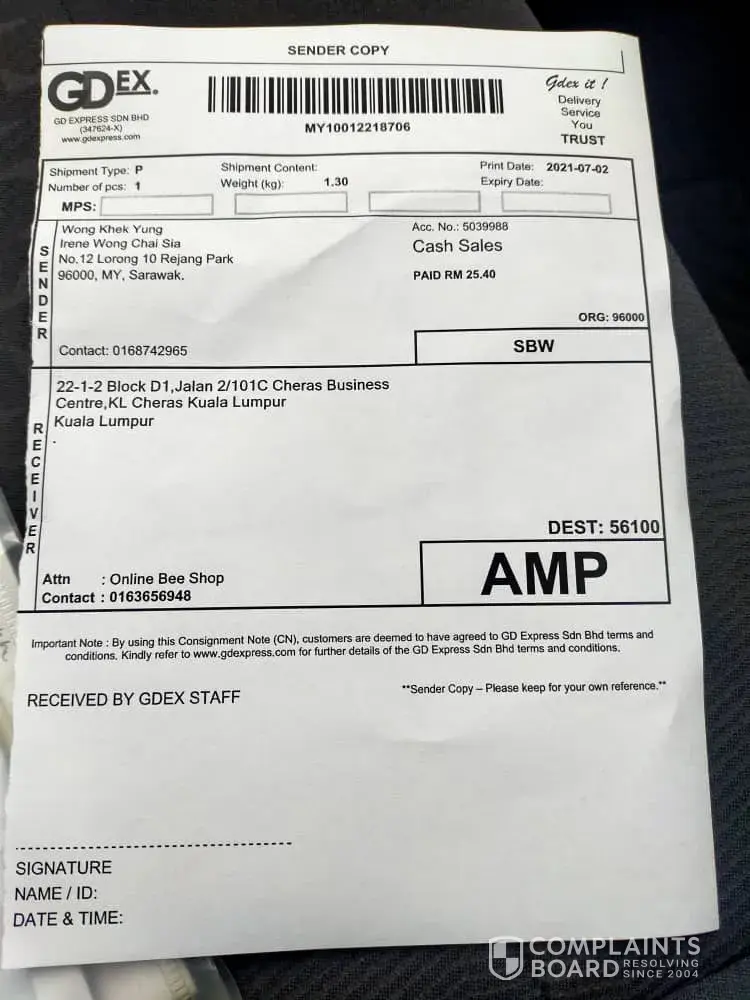 SENDER COPY
GDEX.
GD EXPRESS SDN BHD
(347624-X)
www.gdexpress.com
MY10012218706
Gdex it !
Delivery
Service
You
TRUST
Shipment Type: P
Number of pcs: 1
Shipment Content:
Weight (kg): 1.30
Print Date: 2021-07-02
Expiry Date:
MPS:
SENDER
Wong Khek Yung
Irene Wong Chai Sia
No.12 Lorong 10 Rejang Park
96000, MY, Sarawak.
Contact: 0168742965
Acc. No.: 5039988
Cash Sales
PAID RM 25.40
ORG: 96000
SBW
RECEIVER
22-1-2 Block D1,Jalan 2/101C Cheras Business
Centre,KL Cheras Kuala Lumpur
Kuala Lumpur
.
DEST: 56100
AMP
Attn : Online Bee Shop
Contact : 0163656948
Important Note : By using this Consignment Note (CN), customers are deemed to have agreed to GD Express Sdn Bhd terms and
conditions. Kindly refer to www.gdexpress.com for further details of the GD Express Sdn Bhd terms and conditions.
RECEIVED BY GDEX STAFF
**Sender Copy – Please keep for your own reference.**
SIGNATURE
NAME / ID:
DATE & TIME:
COMPLAINTS
BOARD RESOLVING
SINCE 2004